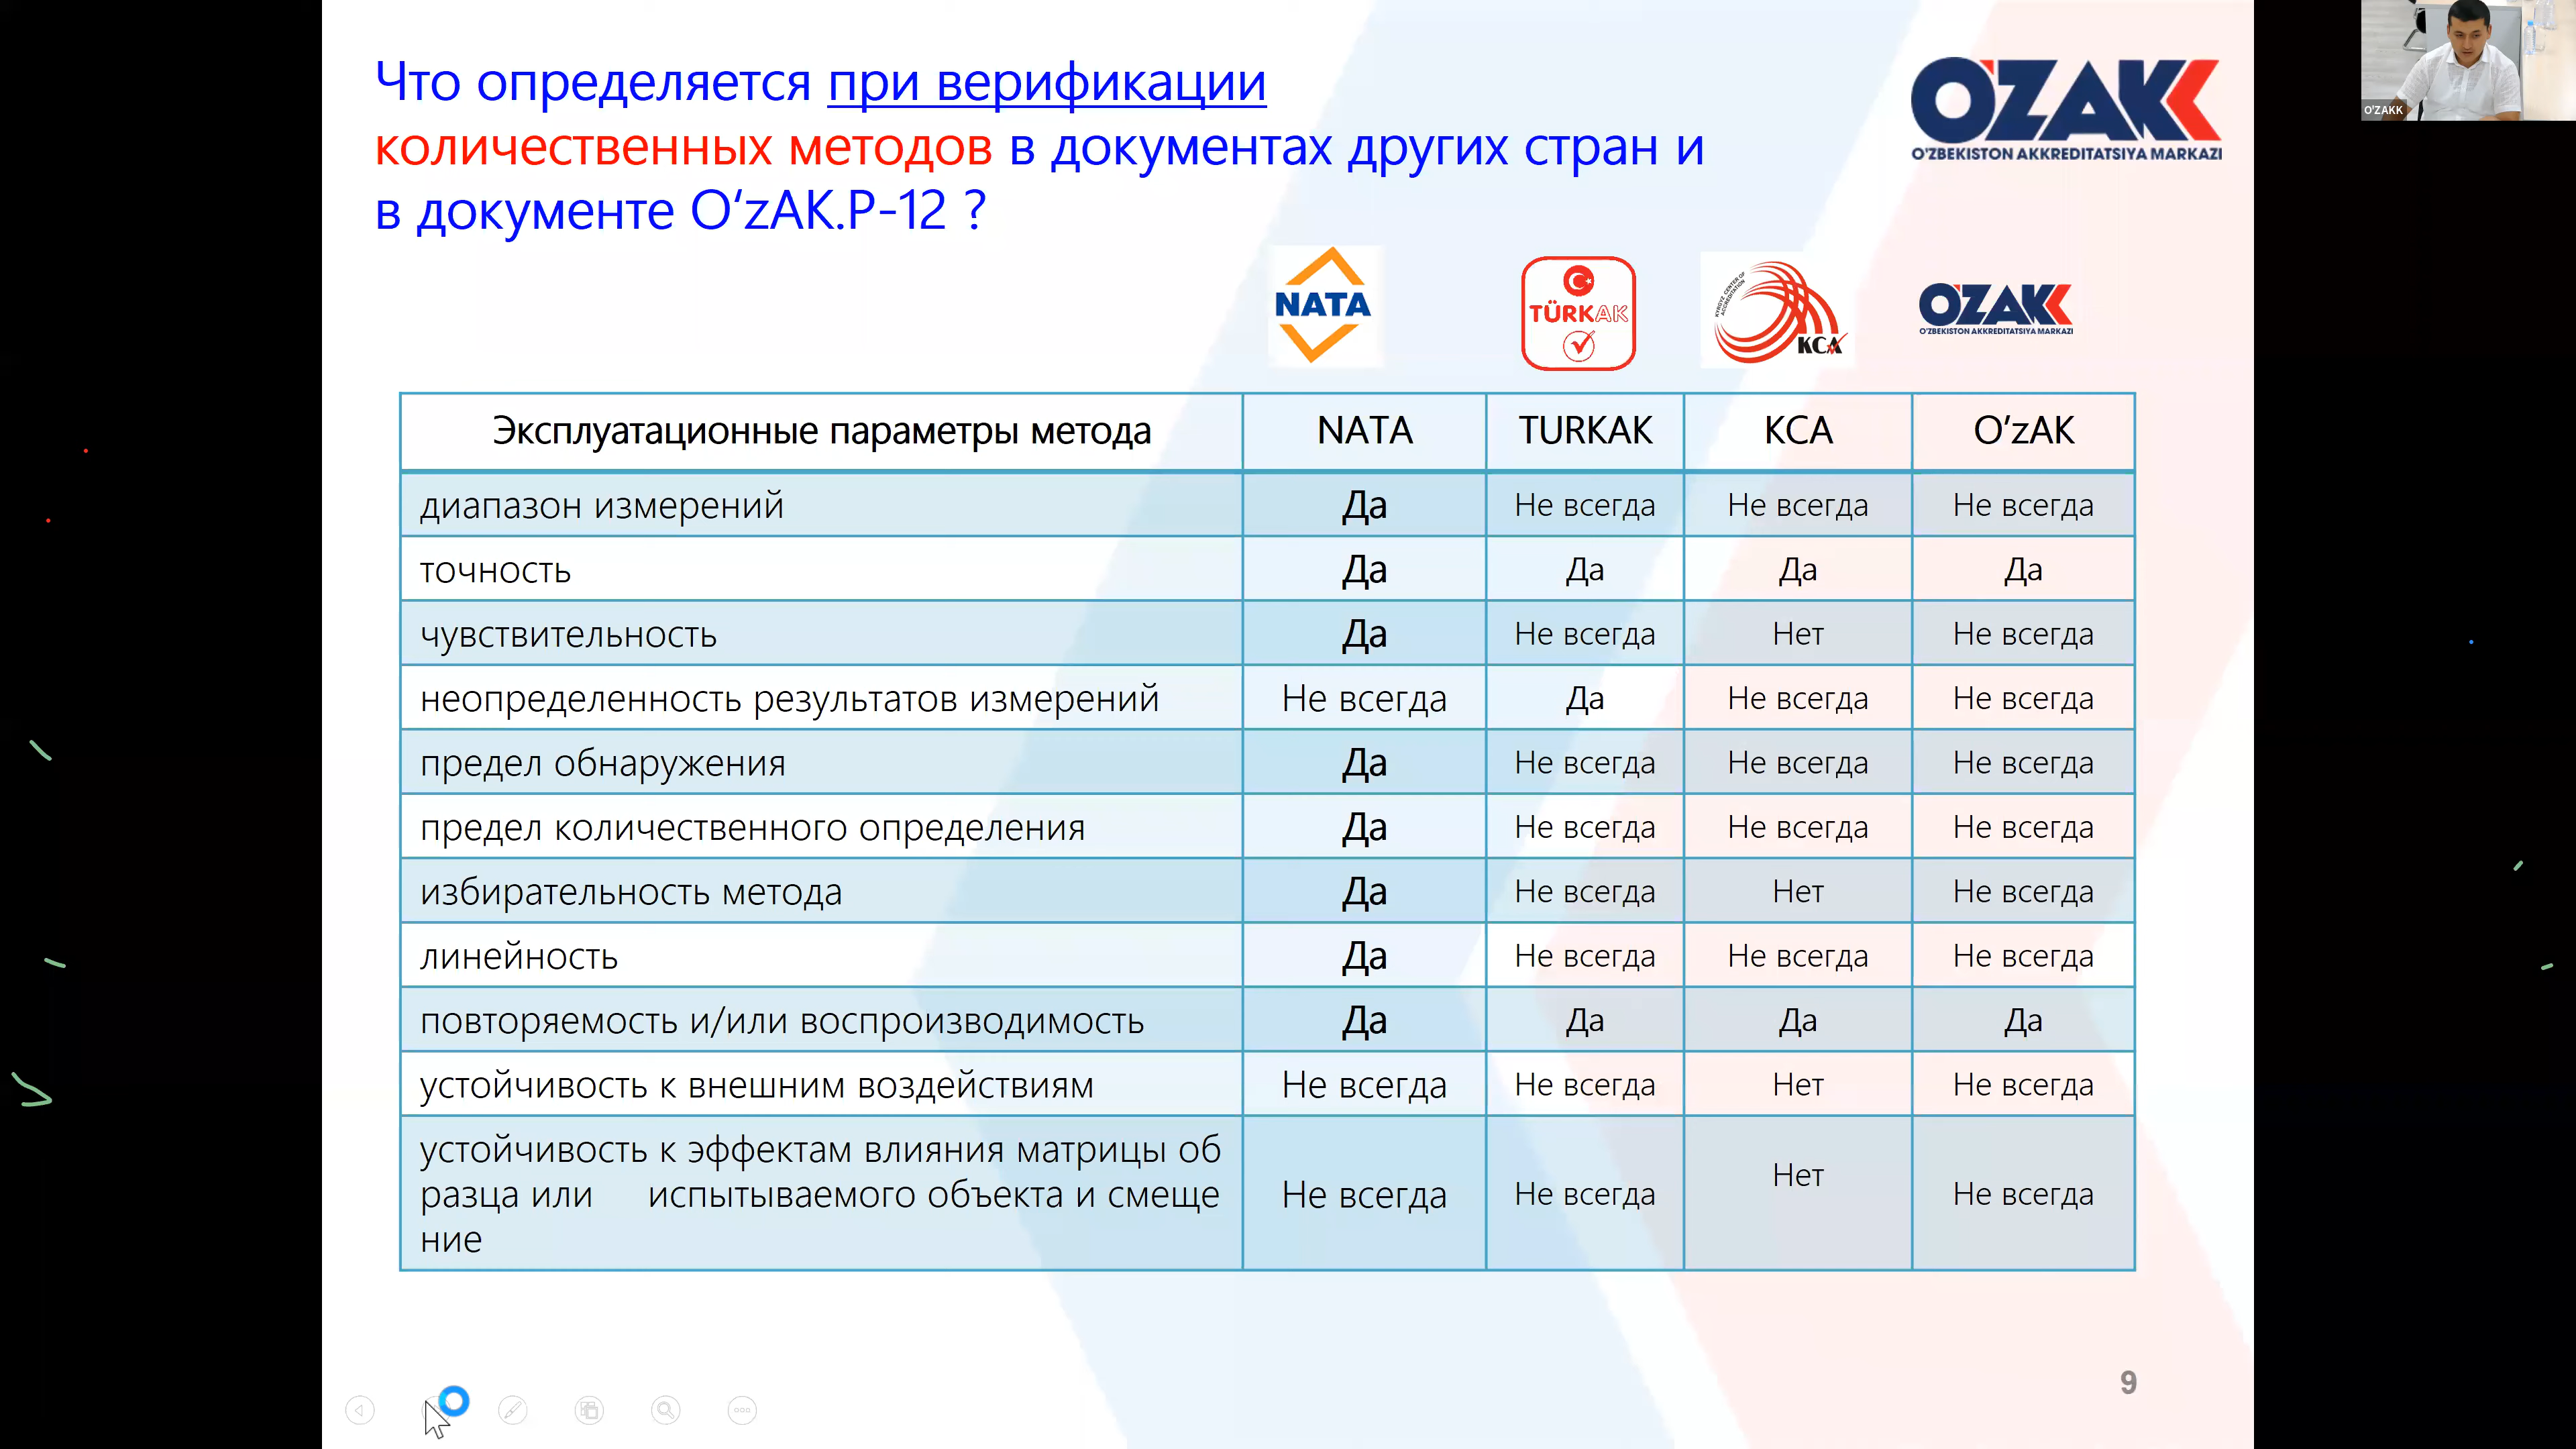 Что определяется при верификации
количественных методов в документах других стран и
в документе O‘zAK.P-12 ?
O'ZAKK
O'ZBEKISTON AKKREDITATSIYA MARKAZI
O'ZAKK
NATA
TÜRKAK
KYRGYZ CENTER OF
ACCREDITATION
KCA
O'ZAKK
O'ZBEKISTON AKKREDITATSIYA MARKAZI
Эксплуатационные параметры метода NATA TURKAK KCA O‘zAK
диапазон измерений Да Не всегда Не всегда Не всегда
точность Да Да Да Да
чувствительность Да Не всегда Нет Не всегда
неопределенность результатов измерений Не всегда Да Не всегда Не всегда
предел обнаружения Да Не всегда Не всегда Не всегда
предел количественного определения Да Не всегда Не всегда Не всегда
избирательность метода Да Не всегда Нет Не всегда
линейность Да Не всегда Не всегда Не всегда
повторяемость и/или воспроизводимость Да Да Да Да
устойчивость к внешним воздействиям Не всегда Не всегда Нет Не всегда
устойчивость к эффектам влияния матрицы об
разца или испытываемого объекта и смеще
ние Не всегда Не всегда Нет Не всегда
9